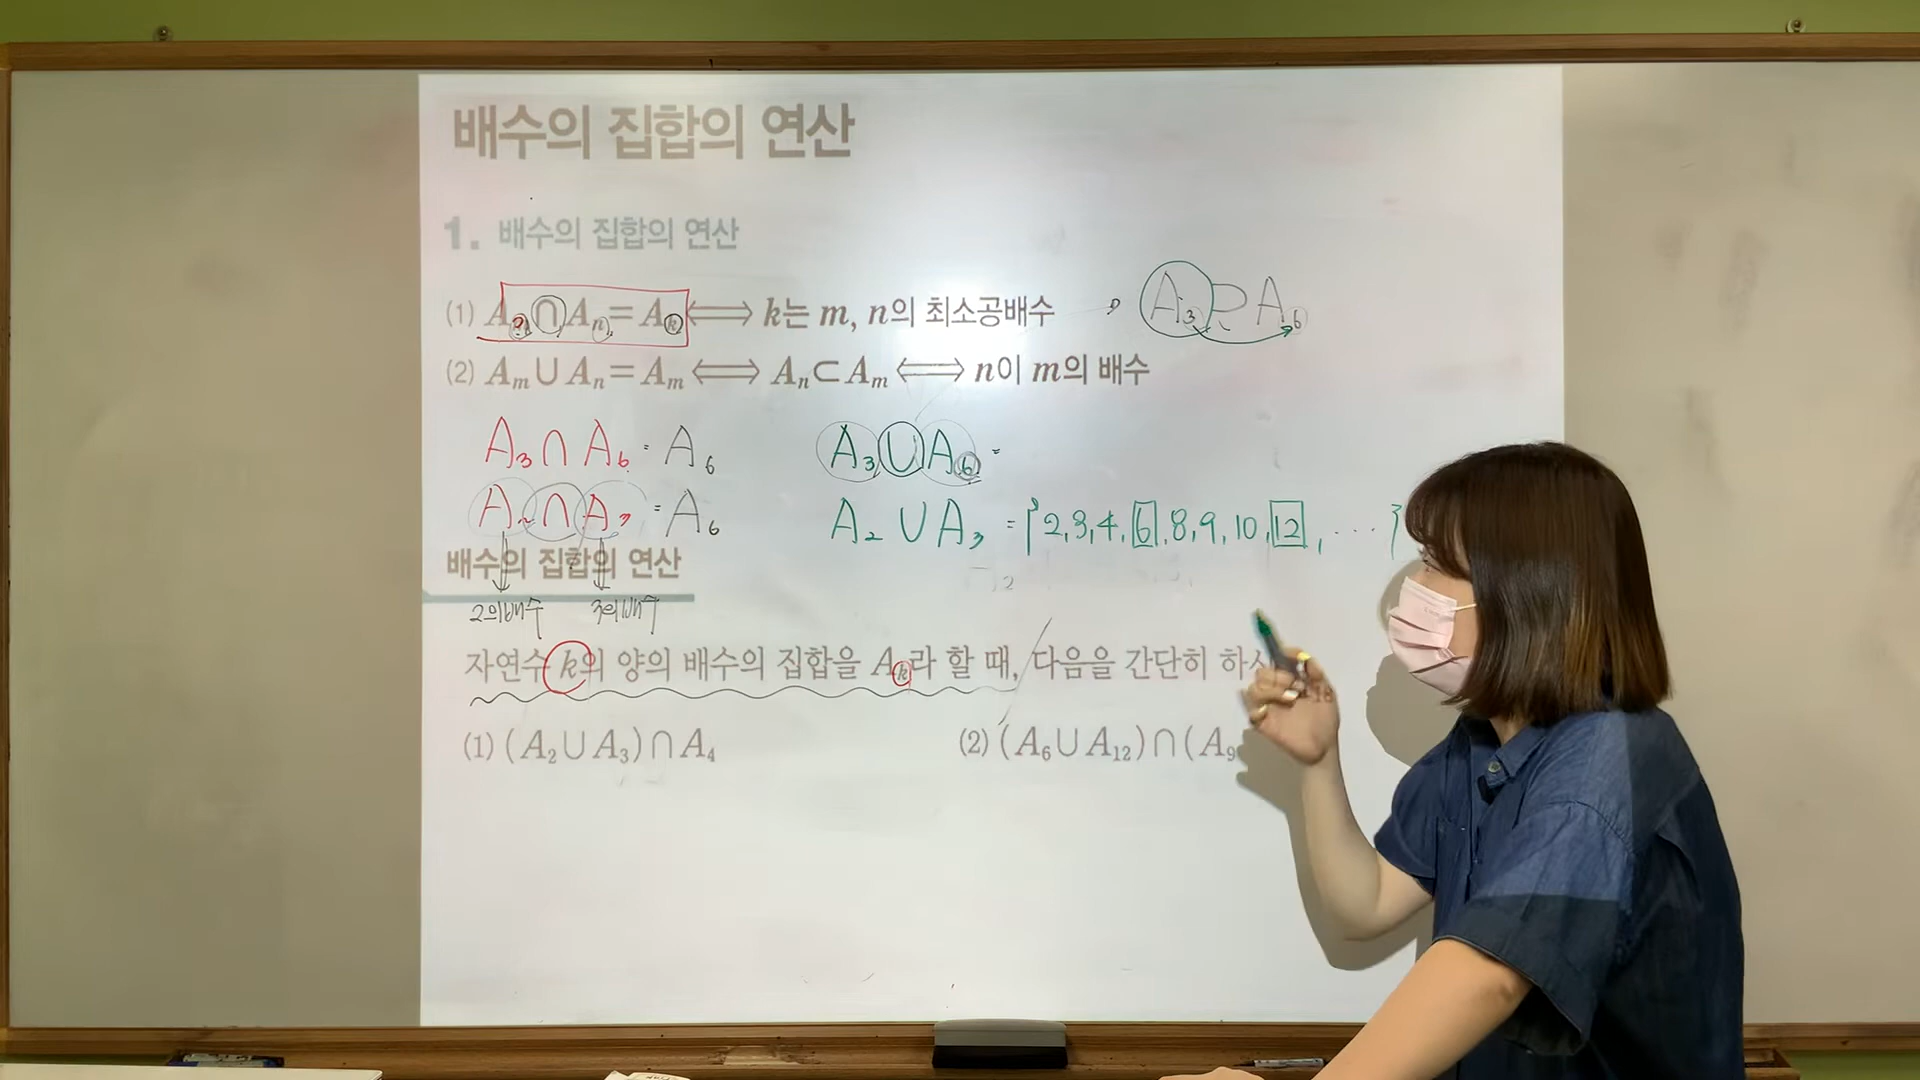 배수의 집합의 연산
1. 배수의 집합의 연산
(1) A ∩ Aₙ = Aₖ ⟺ k는 m, n의 최소공배수
A₃ ⊃ A₆
(2) Aₘ ∪ Aₙ = Aₘ ⟺ Aₙ ⊂ Aₘ ⟺ n이 m의 배수
A₃ ∩ A₆ = A₆
A₃ ∪ A₆ =
A₂ ∩ A₃ = A₆
A₂ ∪ A₃ = { 2, 3, 4, 6, 8, 9, 10, 12, ··· }
배수의 집합의 연산
2의 배수 3의 배수
자연수 k의 양의 배수의 집합을 Aₖ라 할 때, 다음을 간단히 하시
(1) (A₂ ∪ A₃) ∩ A₄
(2) (A₆ ∪ A₁₂) ∩ (A₉